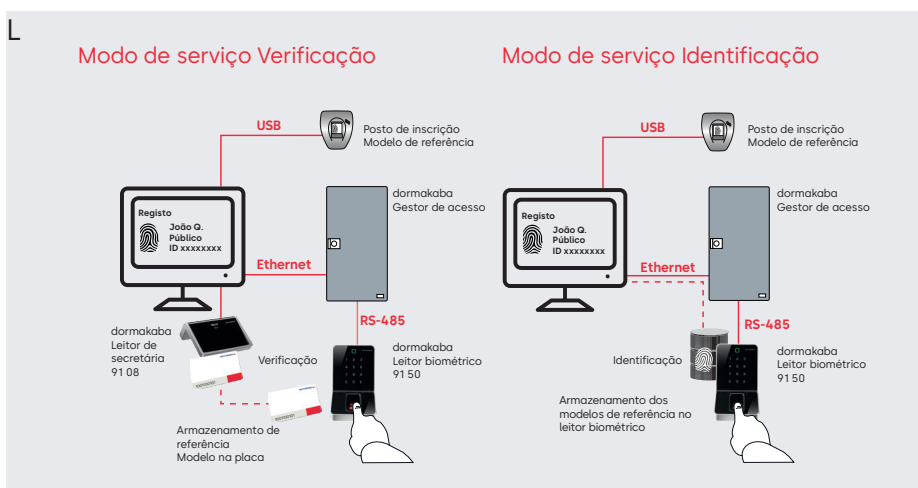 L
Modo de serviço Verificação
USB
Posto de inscrição
Modelo de referência
dormakaba
Gestor de acesso
Registo
João Q.
Público
ID xxxxxxxx
Ethernet
RS-485
dormakaba
Leitor de
secretária
91 08
Verificação
dormakaba
Leitor biométrico
91 50
Armazenamento de
referência
Modelo na placa
Modo de serviço Identificação
USB
Posto de inscrição
Modelo de referência
dormakaba
Gestor de acesso
Registo
João Q.
Público
ID xxxxxxxx
Ethernet
RS-485
Identificação
dormakaba
Leitor biométrico
91 50
Armazenamento dos
modelos de referência no
leitor biométrico